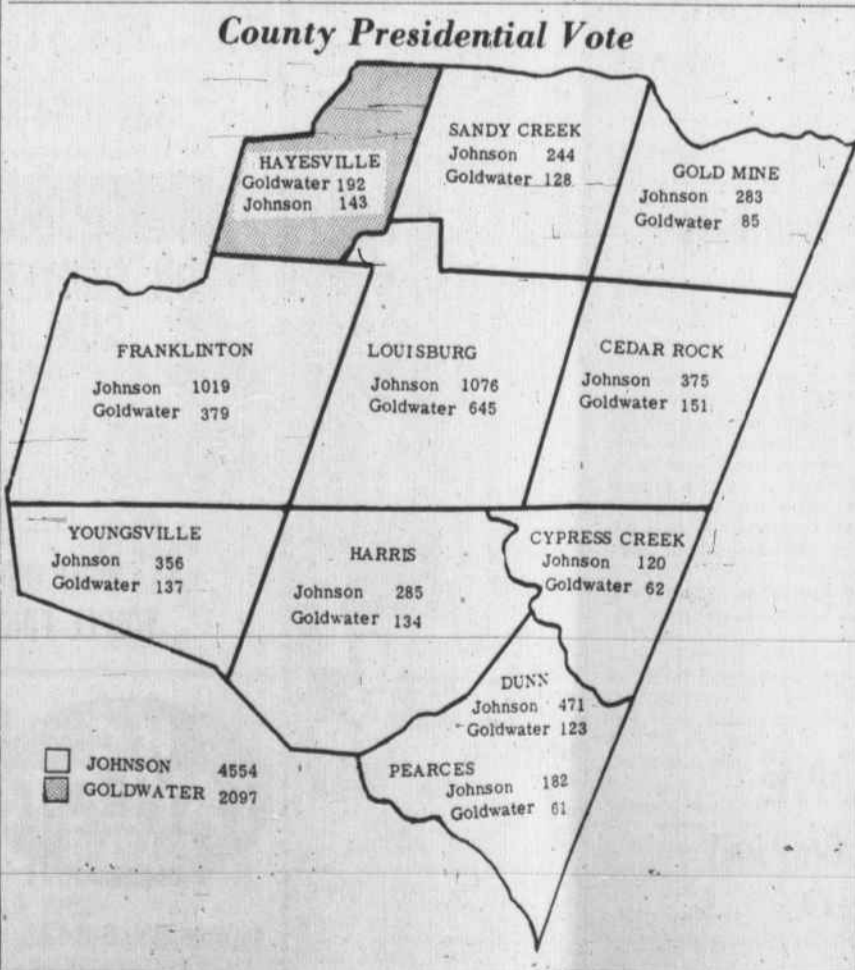 County Presidential Vote
HAYESVILLE
Goldwater 192
Johnson 143
SANDY CREEK
Johnson 244
Goldwater 128
GOLD MINE
Johnson 283
Goldwater 85
FRANKLINTON
Johnson 1019
Goldwater 379
LOUISBURG
Johnson 1076
Goldwater 645
CEDAR ROCK
Johnson 375
Goldwater 151
YOUNGSVILLE
Johnson 356
Goldwater 137
HARRIS
Johnson 285
Goldwater 134
CYPRESS CREEK
Johnson 120
Goldwater 62
DUNN
Johnson 471
Goldwater 123
PEARCES
Johnson 182
Goldwater 61
JOHNSON 4554
GOLDWATER 2097